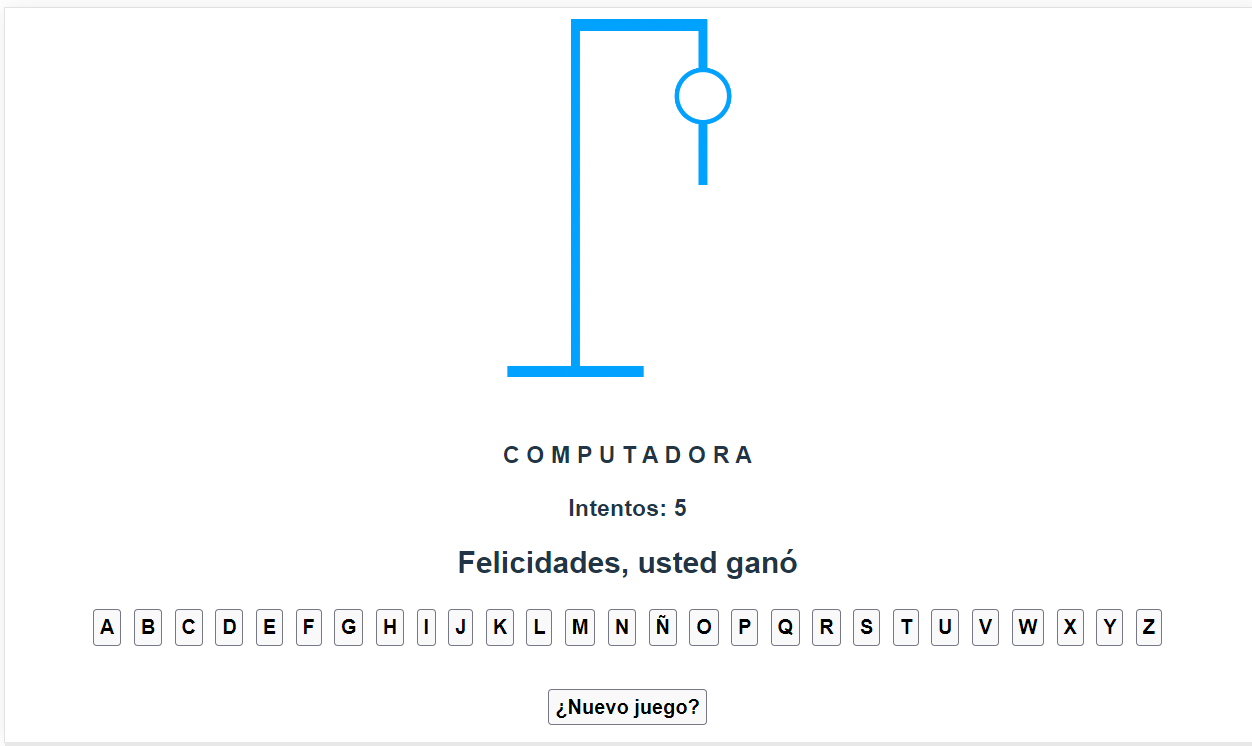 C O M P U T A D O R A
Intentos: 5
Felicidades, usted ganó
A B C D E F G H I J K L M N Ñ O P Q R S T U V W X Y Z
¿Nuevo juego?